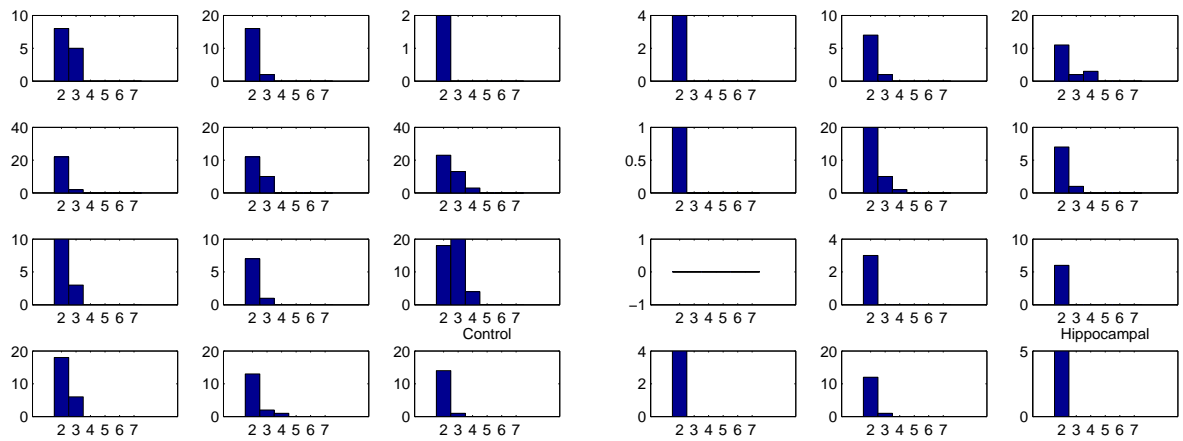 10 20 2 4 10 20
5 10 1 2 5 10
0 0 0 0 0 0
2 3 4 5 6 7 2 3 4 5 6 7 2 3 4 5 6 7 2 3 4 5 6 7 2 3 4 5 6 7 2 3 4 5 6 7
40 20 40 1 20 10
20 10 20 0.5 10 5
0 0 0 0 0 0
2 3 4 5 6 7 2 3 4 5 6 7 2 3 4 5 6 7 2 3 4 5 6 7 2 3 4 5 6 7 2 3 4 5 6 7
10 10 20 1 4 10
5 5 10 0 2 5
0 0 0 −1 0 0
2 3 4 5 6 7 2 3 4 5 6 7 2 3 4 5 6 7 2 3 4 5 6 7 2 3 4 5 6 7 2 3 4 5 6 7
Control Hippocampal
20 20 20 4 20 5
10 10 10 2 10
0 0 0 0 0 0
2 3 4 5 6 7 2 3 4 5 6 7 2 3 4 5 6 7 2 3 4 5 6 7 2 3 4 5 6 7 2 3 4 5 6 7